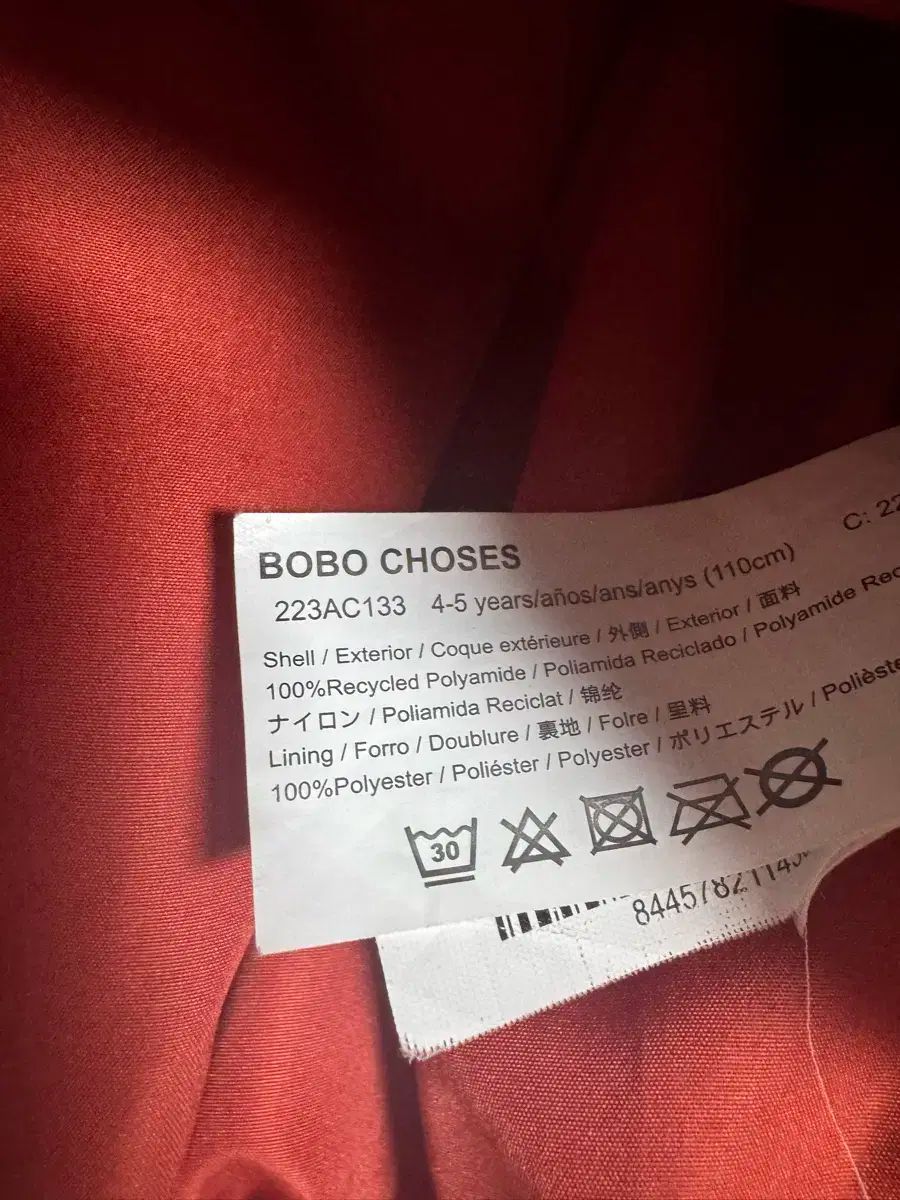 BOBO CHOSES
223AC133 4-5 years/años/ans/anys (110cm)
C:
Shell / Exterior / Coque extérieure / 外側 / Exterior / 面料
100%Recycled Polyamide / Poliamida Reciclado / Polyamide
ナイロン / Poliamida Reciclat / 锦纶
Lining / Forro / Doublure / 裏地 / Folre / 里料
100%Polyester / Poliéster / Polyester / ポリエステル /
30